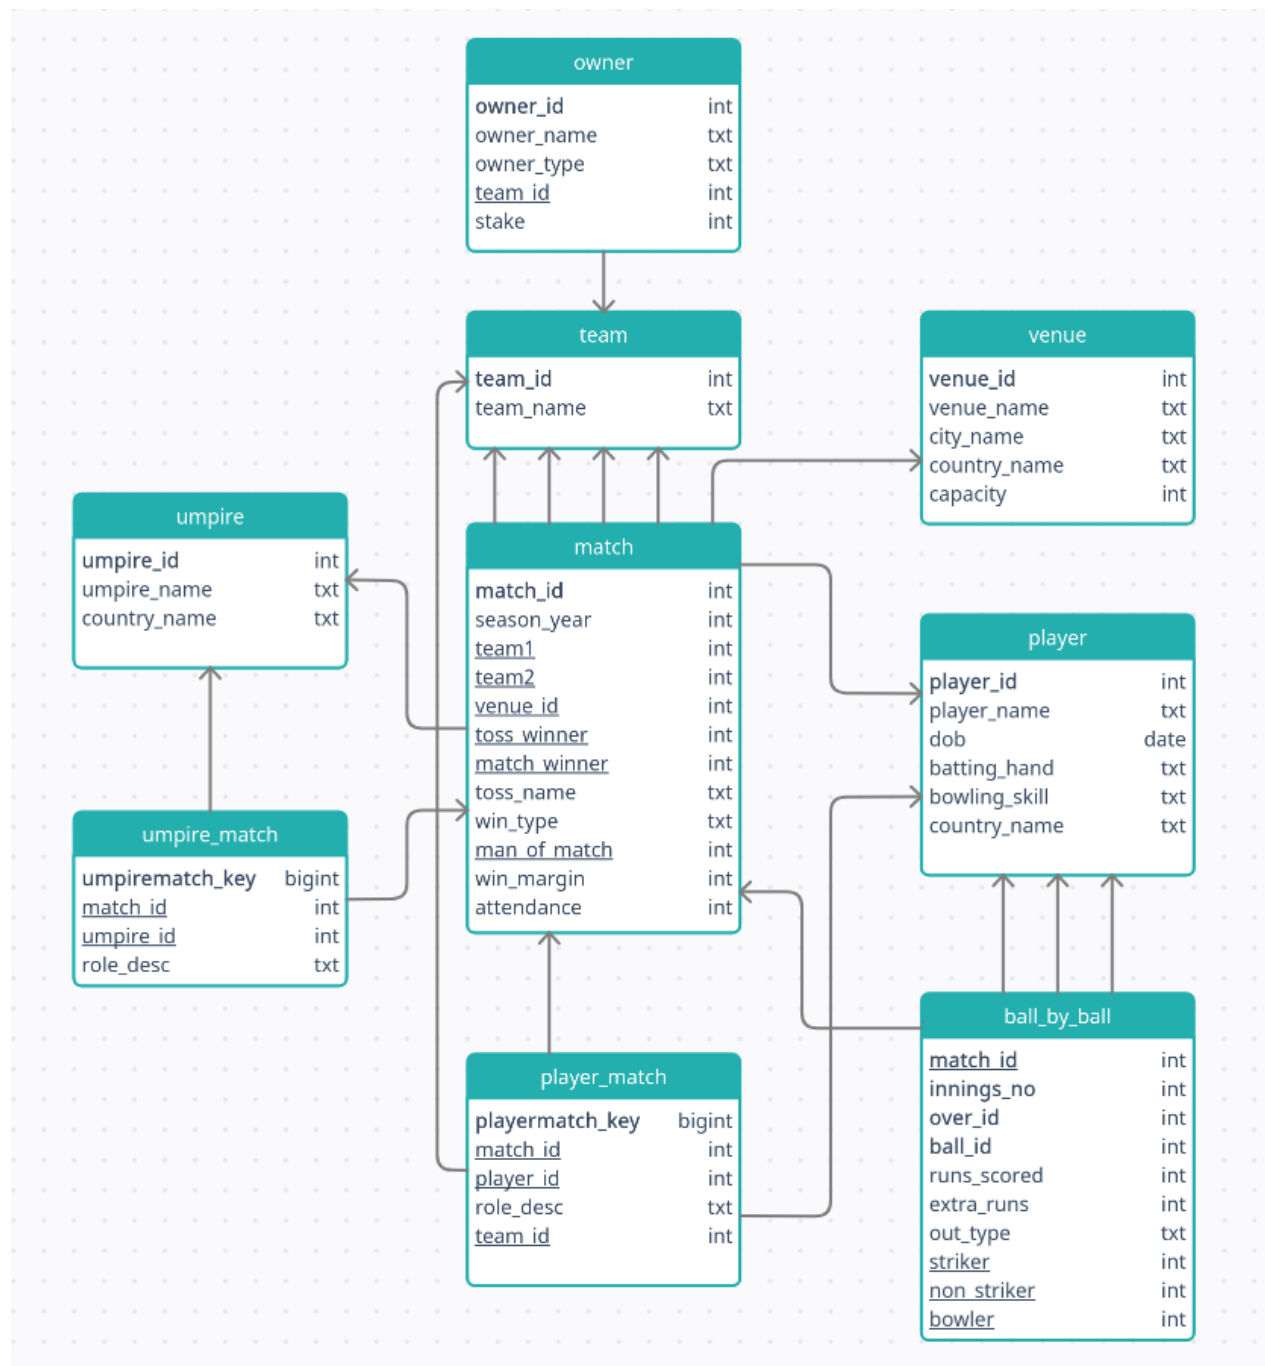 owner
owner_id int
owner_name txt
owner_type txt
team_id int
stake int
team
team_id int
team_name txt
venue
venue_id int
venue_name txt
city_name txt
country_name txt
capacity int
umpire
umpire_id int
umpire_name txt
country_name txt
match
match_id int
season_year int
team1 int
team2 int
venue_id int
toss_winner int
match_winner int
toss_name txt
win_type txt
man_of_match int
win_margin int
attendance int
player
player_id int
player_name txt
dob date
batting_hand txt
bowling_skill txt
country_name txt
umpire_match
umpirematch_key bigint
match_id int
umpire_id int
role_desc txt
player_match
playermatch_key bigint
match_id int
player_id int
role_desc txt
team_id int
ball_by_ball
match_id int
innings_no int
over_id int
ball_id int
runs_scored int
extra_runs int
out_type txt
striker int
non_striker int
bowler int